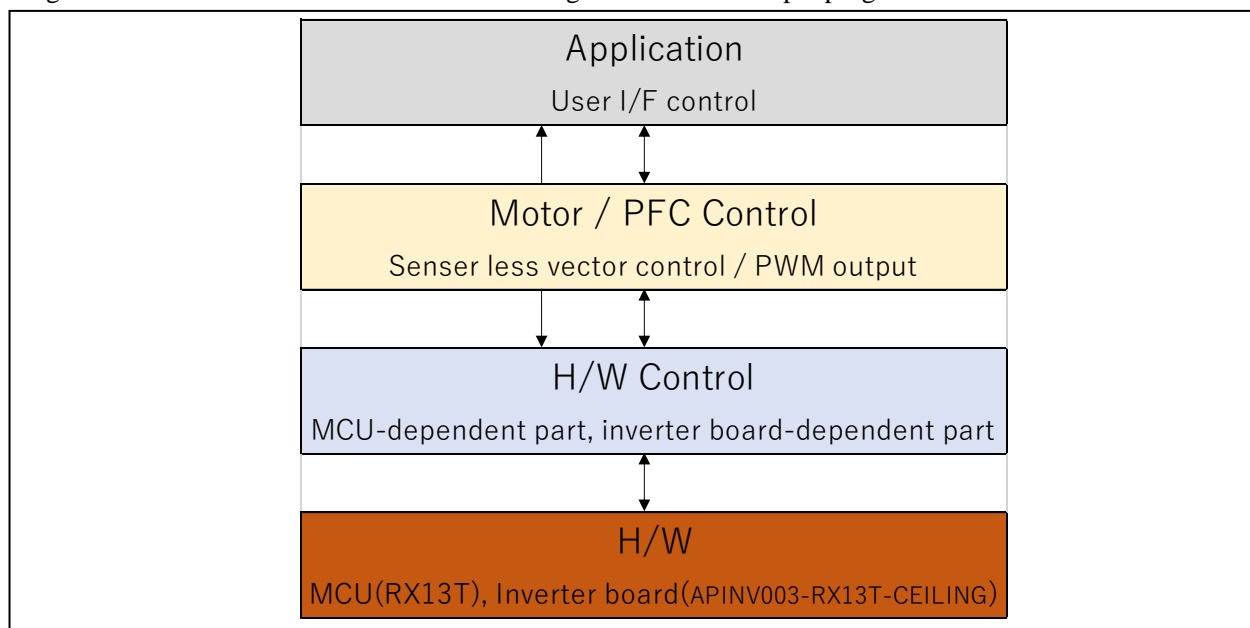 Application
User I/F control
Motor / PFC Control
Senser less vector control / PWM output
H/W Control
MCU-dependent part, inverter board-dependent part
H/W
MCU(RX13T), Inverter board(APINV003-RX13T-CEILING)